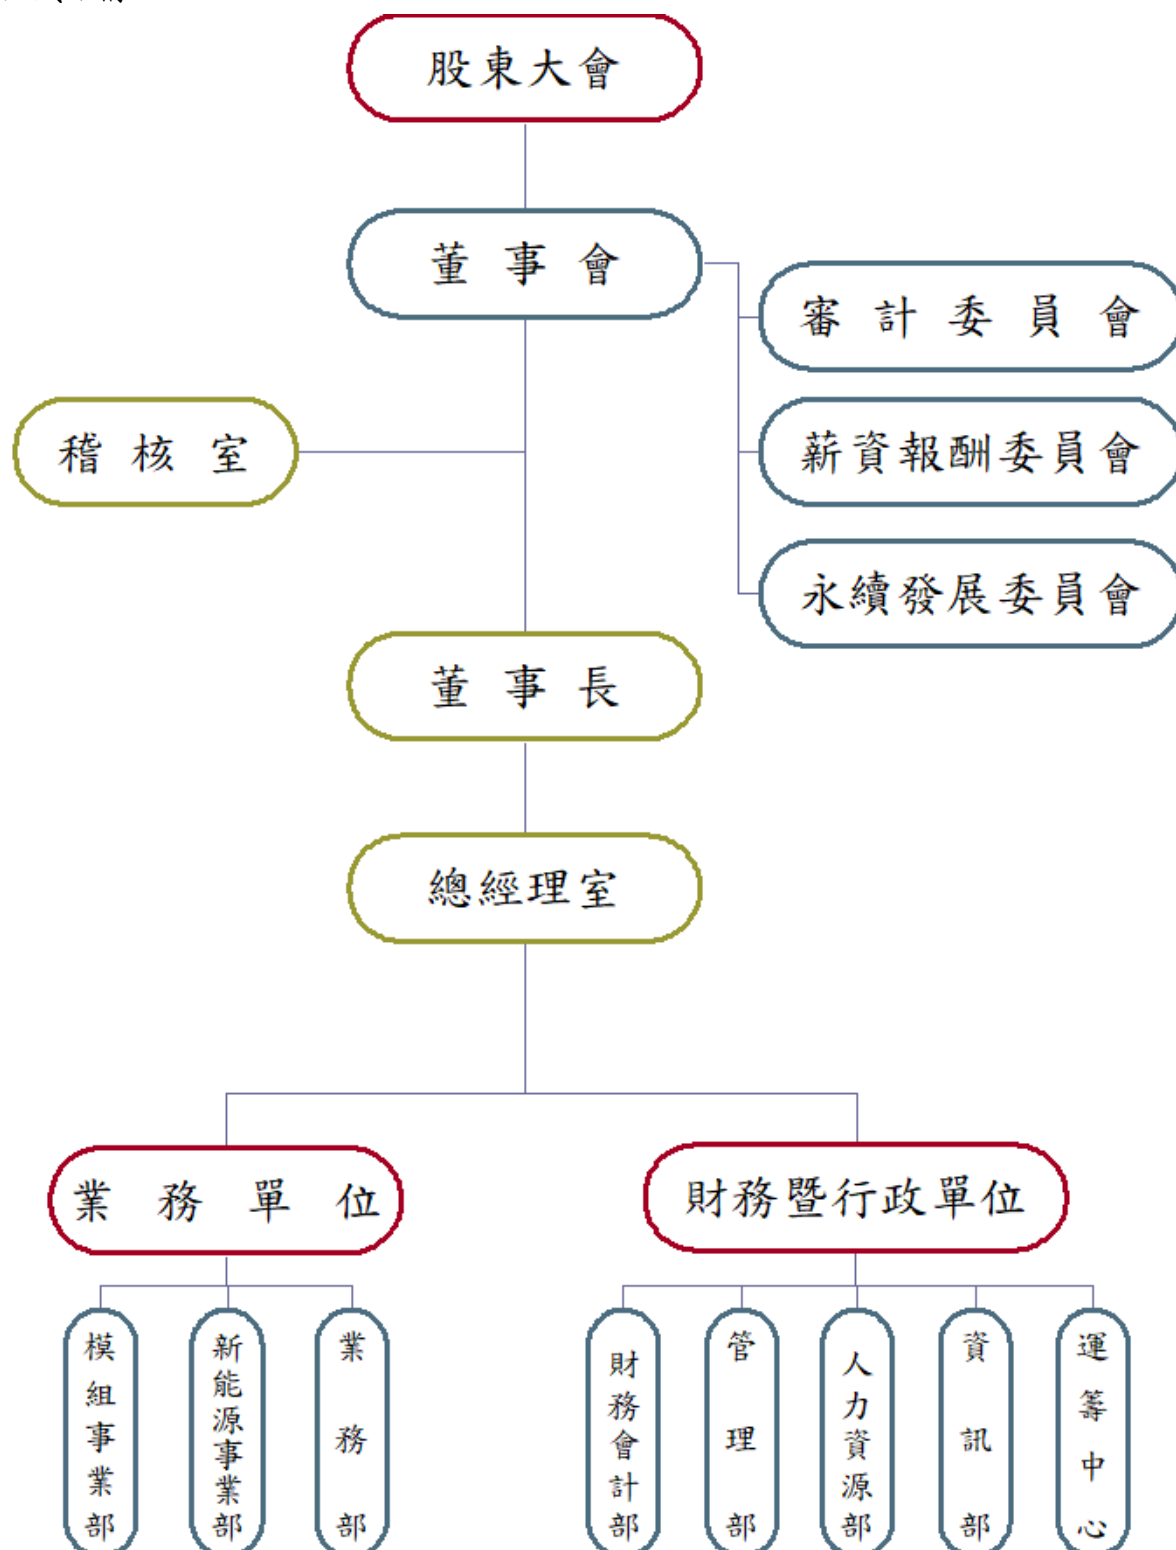 股東大會
董事會
審計委員會
稽核室
薪資報酬委員會
永續發展委員會
董事長
總經理室
業務單位
財務暨行政單位
模組事業部
新能源事業部
業務部
財務會計部
管理部
人力資源部
資訊部
運籌中心